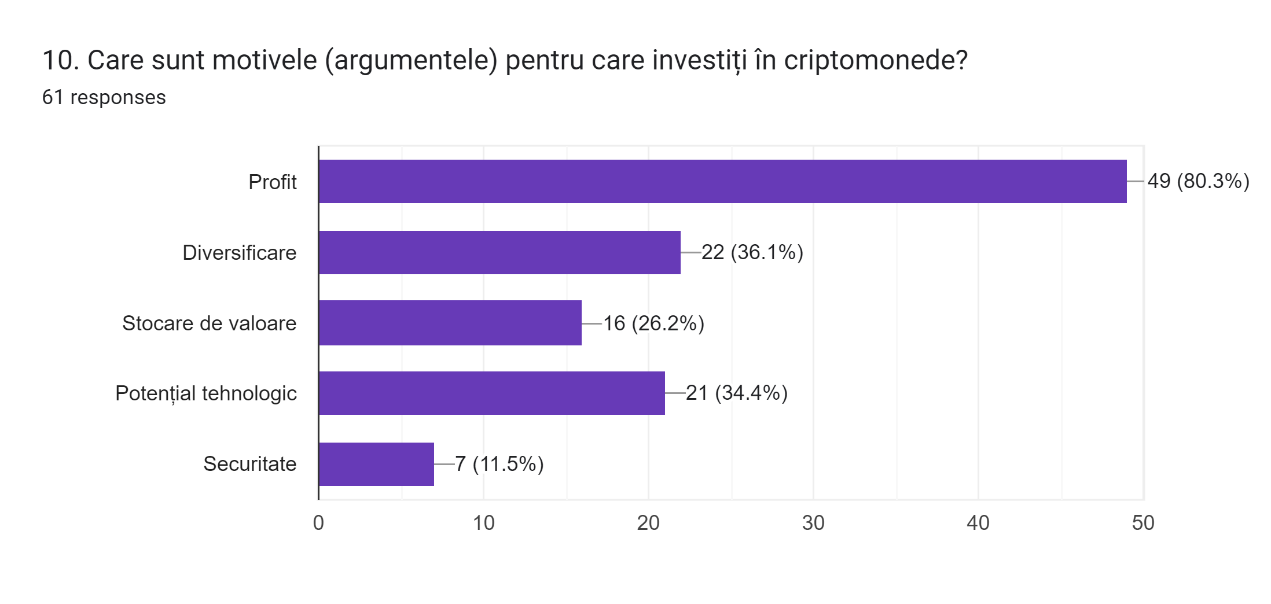 10. Care sunt motivele (argumentele) pentru care investiți în criptomonede?
61 responses
Profit 49 (80.3%)
Diversificare 22 (36.1%)
Stocare de valoare 16 (26.2%)
Potențial tehnologic 21 (34.4%)
Securitate 7 (11.5%)
0 10 20 30 40 50